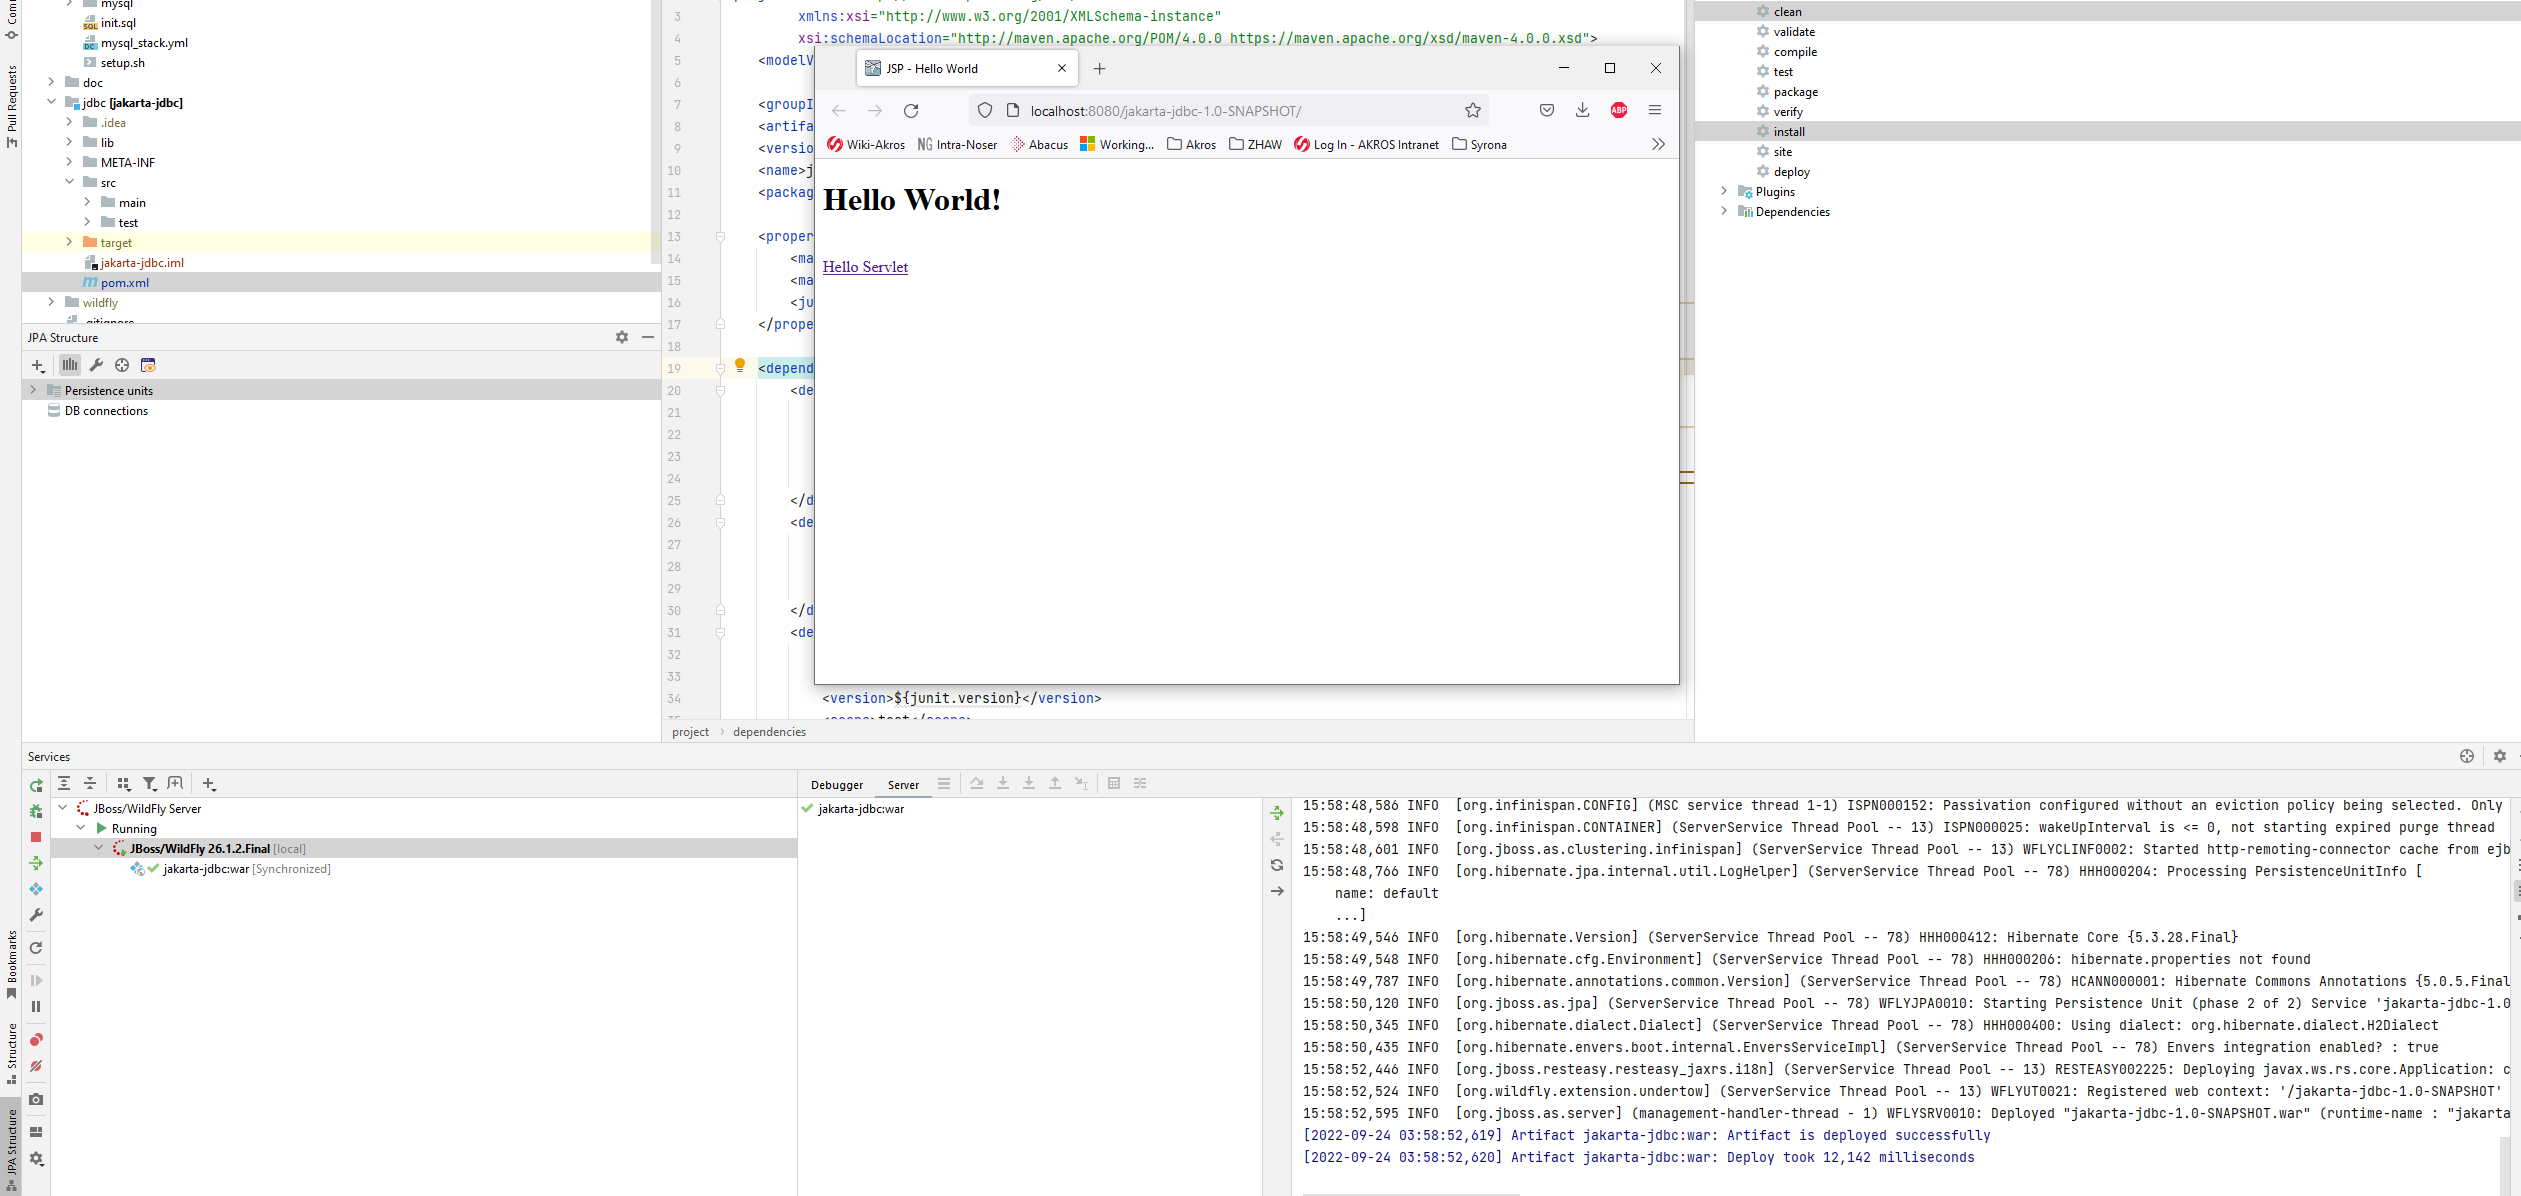 Comm
Pull Requests
mysql
init.sql
mysql_stack.yml
setup.sh
doc
jdbc [jakarta-jdbc]
.idea
lib
META-INF
src
main
test
target
jakarta-jdbc.iml
pom.xml
wildfly
.gitignore
JPA Structure
Persistence units
DB connections
3 xmlns:xsi="http://www.w3.org/2001/XMLSchema-instance"
4 xsi:schemaLocation="http://maven.apache.org/POM/4.0.0 https://maven.apache.org/xsd/maven-4.0.0.xsd">
5 <modelV
6
7 <groupI
8 <artifa
9 <version
10 <name>j
11 <packag
12
13 <proper
14 <ma
15 <ma
16 <ju
17 </prope
18
19 <depend
20 <de
21
22
23
24
25 </d
26 <de
27
28
29
30 </d
31 <de
32
33
34 <version>${junit.version}</version>
35 <scope>test</scope>
project > dependencies
JSP - Hello World
localhost:8080/jakarta-jdbc-1.0-SNAPSHOT/
ABP
Wiki-Akros NG Intra-Noser Abacus Working... Akros ZHAW Log In - AKROS Intranet Syrona
Hello World!
Hello Servlet
clean
validate
compile
test
package
verify
install
site
deploy
Plugins
Dependencies
Services
Debugger Server
JBoss/WildFly Server
Running
JBoss/WildFly 26.1.2.Final [local]
jakarta-jdbc:war [Synchronized]
jakarta-jdbc:war
15:58:48,586 INFO [org.infinispan.CONFIG] (MSC service thread 1-1) ISPN000152: Passivation configured without an eviction policy being selected. Only
15:58:48,598 INFO [org.infinispan.CONTAINER] (ServerService Thread Pool -- 13) ISPN000025: wakeUpInterval is <= 0, not starting expired purge thread
15:58:48,601 INFO [org.jboss.as.clustering.infinispan] (ServerService Thread Pool -- 13) WFLYCLINF0002: Started http-remoting-connector cache from ejb
15:58:48,766 INFO [org.hibernate.jpa.internal.util.LogHelper] (ServerService Thread Pool -- 78) HHH000204: Processing PersistenceUnitInfo [
name: default
...]
15:58:49,546 INFO [org.hibernate.Version] (ServerService Thread Pool -- 78) HHH000412: Hibernate Core {5.3.28.Final}
15:58:49,548 INFO [org.hibernate.cfg.Environment] (ServerService Thread Pool -- 78) HHH000206: hibernate.properties not found
15:58:49,787 INFO [org.hibernate.annotations.common.Version] (ServerService Thread Pool -- 78) HCANN000001: Hibernate Commons Annotations {5.0.5.Final
15:58:50,120 INFO [org.jboss.as.jpa] (ServerService Thread Pool -- 78) WFLYJPA0010: Starting Persistence Unit (phase 2 of 2) Service 'jakarta-jdbc-1.0
15:58:50,345 INFO [org.hibernate.dialect.Dialect] (ServerService Thread Pool -- 78) HHH000400: Using dialect: org.hibernate.dialect.H2Dialect
15:58:50,435 INFO [org.hibernate.envers.boot.internal.EnversServiceImpl] (ServerService Thread Pool -- 78) Envers integration enabled? : true
15:58:52,446 INFO [org.jboss.resteasy.resteasy_jaxrs.i18n] (ServerService Thread Pool -- 13) RESTEASY002225: Deploying javax.ws.rs.core.Application: c
15:58:52,524 INFO [org.wildfly.extension.undertow] (ServerService Thread Pool -- 13) WFLYUT0021: Registered web context: '/jakarta-jdbc-1.0-SNAPSHOT'
15:58:52,595 INFO [org.jboss.as.server] (management-handler-thread - 1) WFLYSRV0010: Deployed "jakarta-jdbc-1.0-SNAPSHOT.war" (runtime-name : "jakarta
[2022-09-24 03:58:52,619] Artifact jakarta-jdbc:war: Artifact is deployed successfully
[2022-09-24 03:58:52,620] Artifact jakarta-jdbc:war: Deploy took 12,142 milliseconds
Bookmarks
Structure
JPA Structure